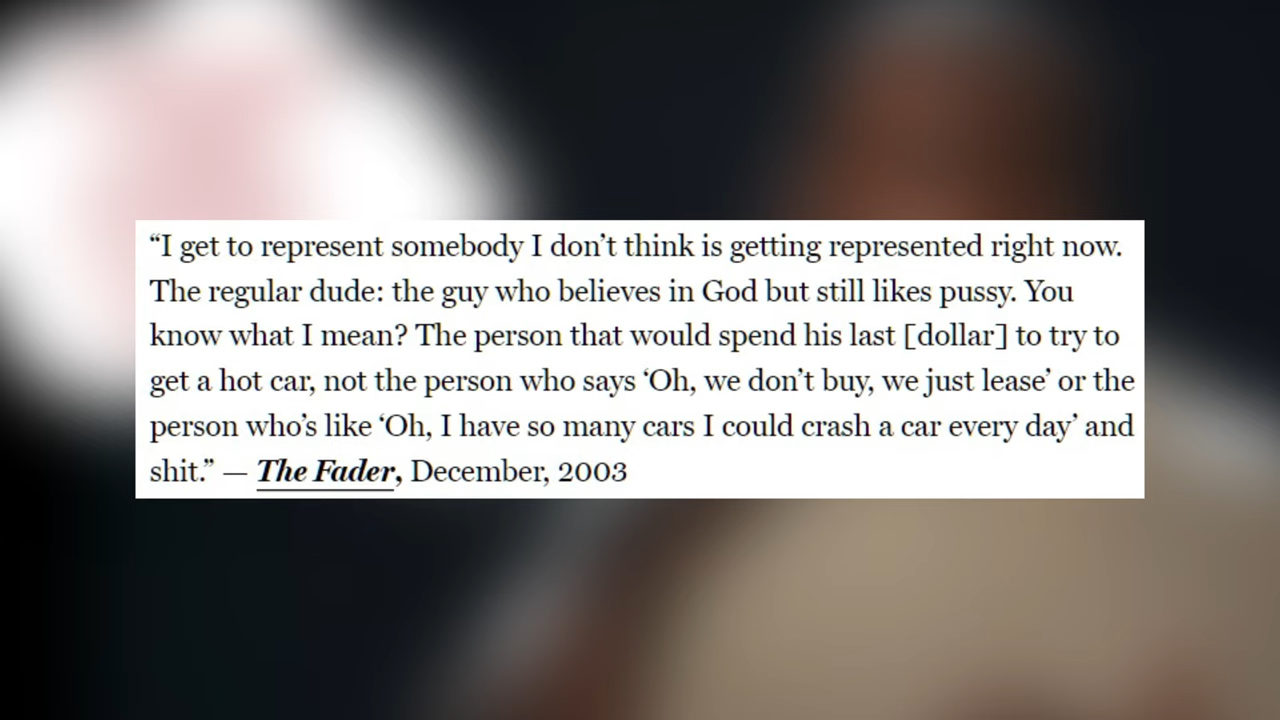 “I get to represent somebody I don’t think is getting represented right now.
The regular dude: the guy who believes in God but still likes pussy. You
know what I mean? The person that would spend his last [dollar] to try to
get a hot car, not the person who says ‘Oh, we don’t buy, we just lease’ or the
person who’s like ‘Oh, I have so many cars I could crash a car every day’ and
shit.” — The Fader, December, 2003